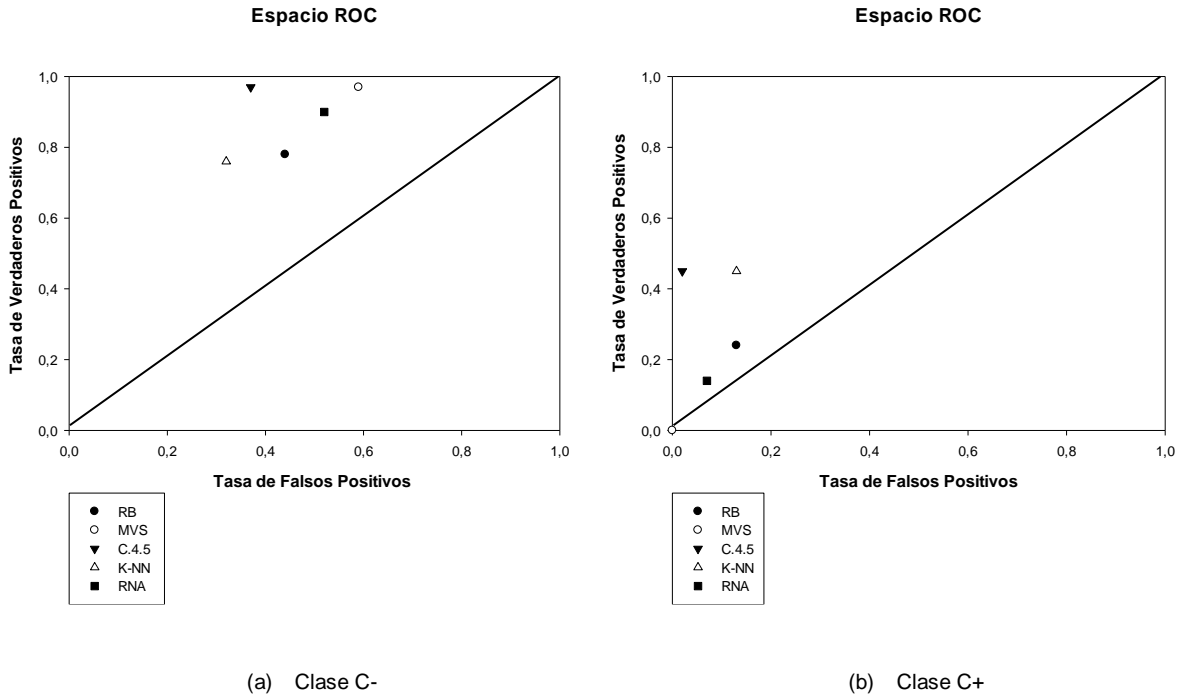 Espacio ROC
Tasa de Verdaderos Positivos
1,0
0,8
0,6
0,4
0,2
0,0
0,0 0,2 0,4 0,6 0,8 1,0
Tasa de Falsos Positivos
RB
MVS
C.4.5
K-NN
RNA
(a) Clase C-
Espacio ROC
Tasa de Verdaderos Positivos
1,0
0,8
0,6
0,4
0,2
0,0
0,0 0,2 0,4 0,6 0,8 1,0
Tasa de Falsos Positivos
RB
MVS
C.4.5
K-NN
RNA
(b) Clase C+